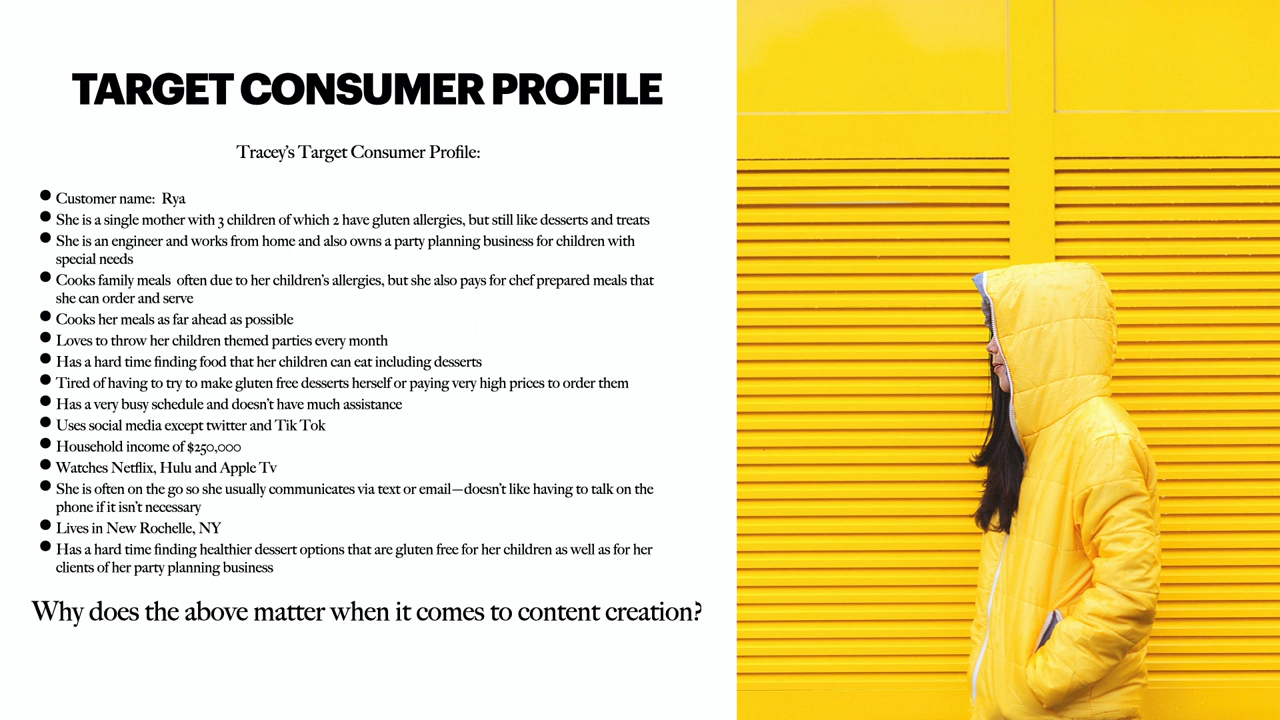 TARGET CONSUMER PROFILE
Tracey's Target Consumer Profile:
● Customer name:  Rya
● She is a single mother with 3 children of which 2 have gluten allergies, but still like desserts and treats
● She is an engineer and works from home and also owns a party planning business for children with
special needs
● Cooks family meals  often due to her children's allergies, but she also pays for chef prepared meals that
she can order and serve
● Cooks her meals as far ahead as possible
● Loves to throw her children themed parties every month
● Has a hard time finding food that her children can eat including desserts
● Tired of having to try to make gluten free desserts herself or paying very high prices to order them
● Has a very busy schedule and doesn't have much assistance
● Uses social media except twitter and Tik Tok
● Household income of $250,000
● Watches Netflix, Hulu and Apple Tv
● She is often on the go so she usually communicates via text or email—doesn't like having to talk on the
phone if it isn't necessary
● Lives in New Rochelle, NY
● Has a hard time finding healthier dessert options that are gluten free for her children as well as for her
clients of her party planning business
Why does the above matter when it comes to content creation?